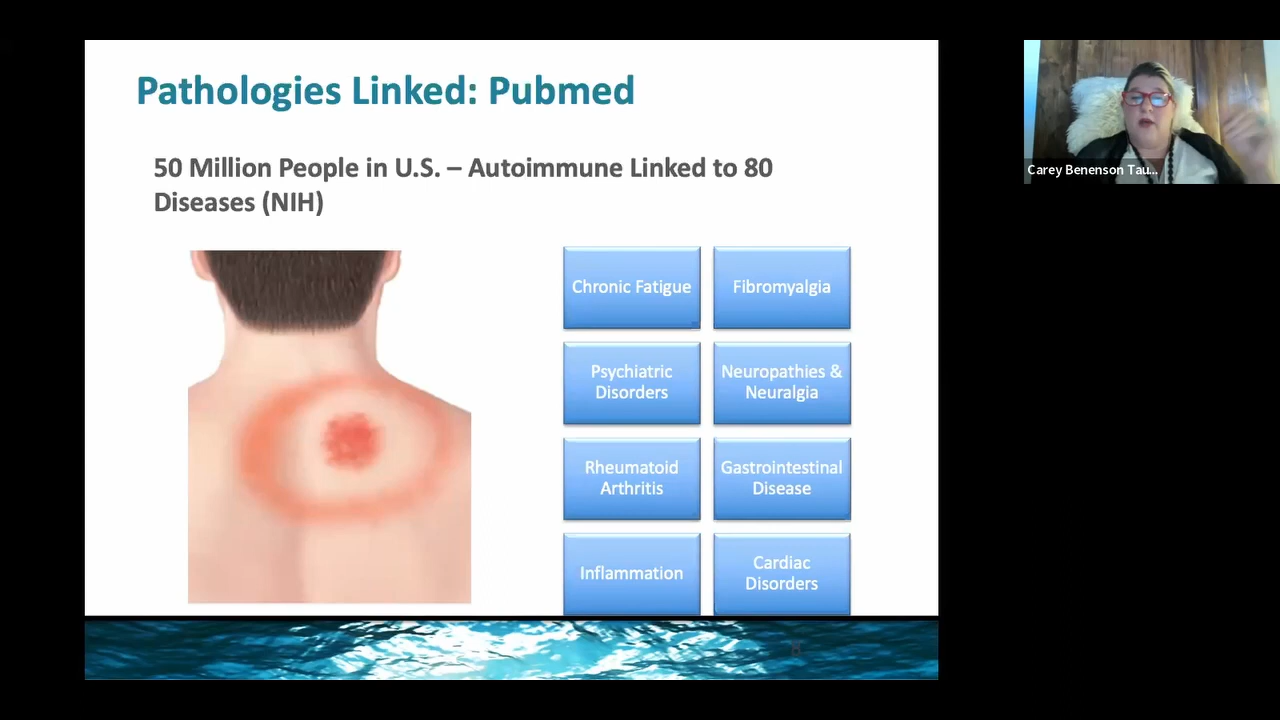 Pathologies Linked: Pubmed
50 Million People in U.S. – Autoimmune Linked to 80
Diseases (NIH)
Chronic Fatigue
Fibromyalgia
Psychiatric
Disorders
Neuropathies &
Neuralgia
Rheumatoid
Arthritis
Gastrointestinal
Disease
Inflammation
Cardiac
Disorders
Carey Benenson Tau...